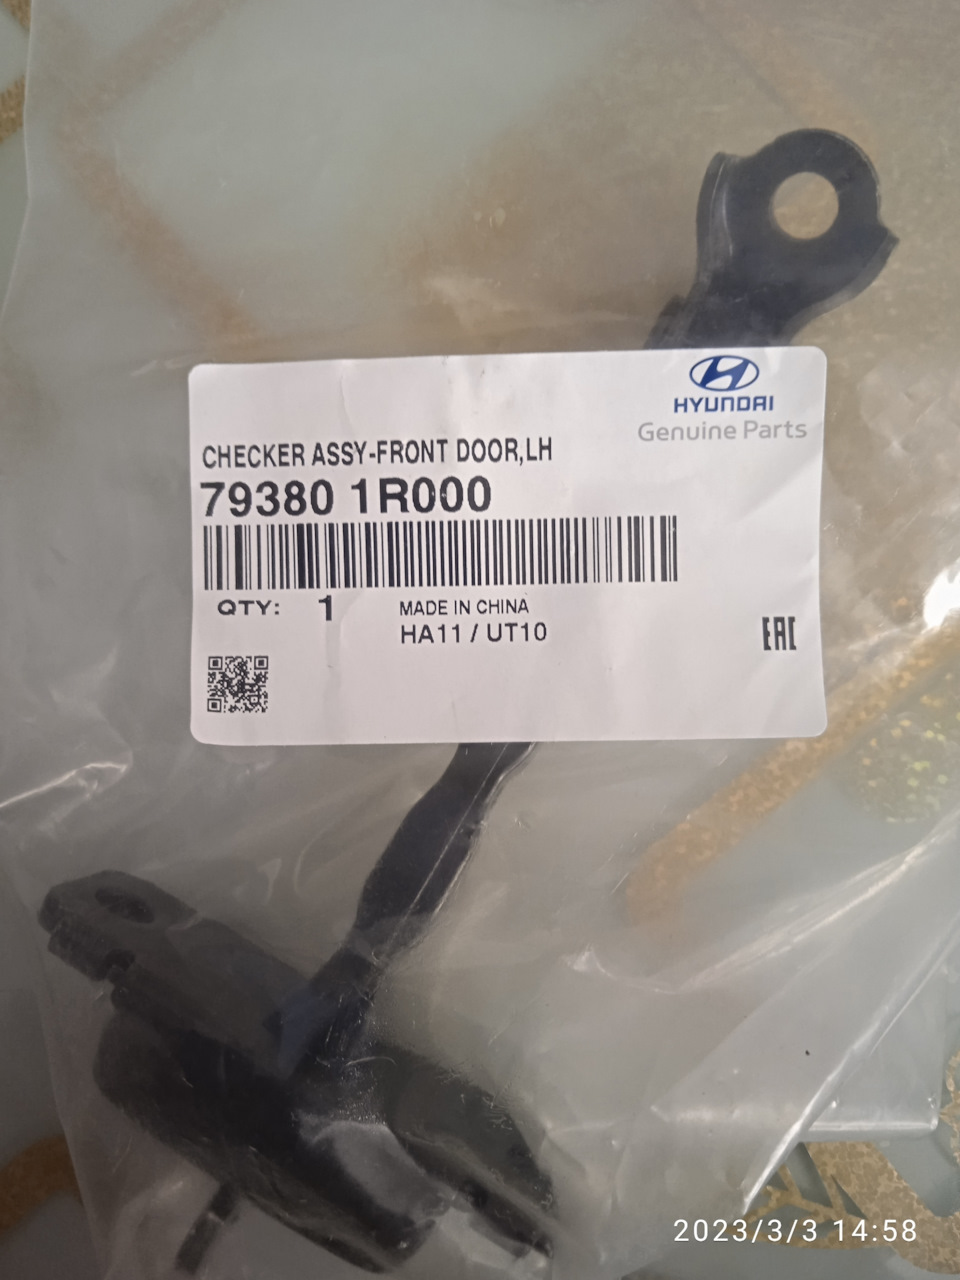 HYUNDAI
Genuine Parts
CHECKER ASSY-FRONT DOOR,LH
79380 1R000
QTY: 1 MADE IN CHINA
HA11 / UT10
EAC
2023/3/3 14:58